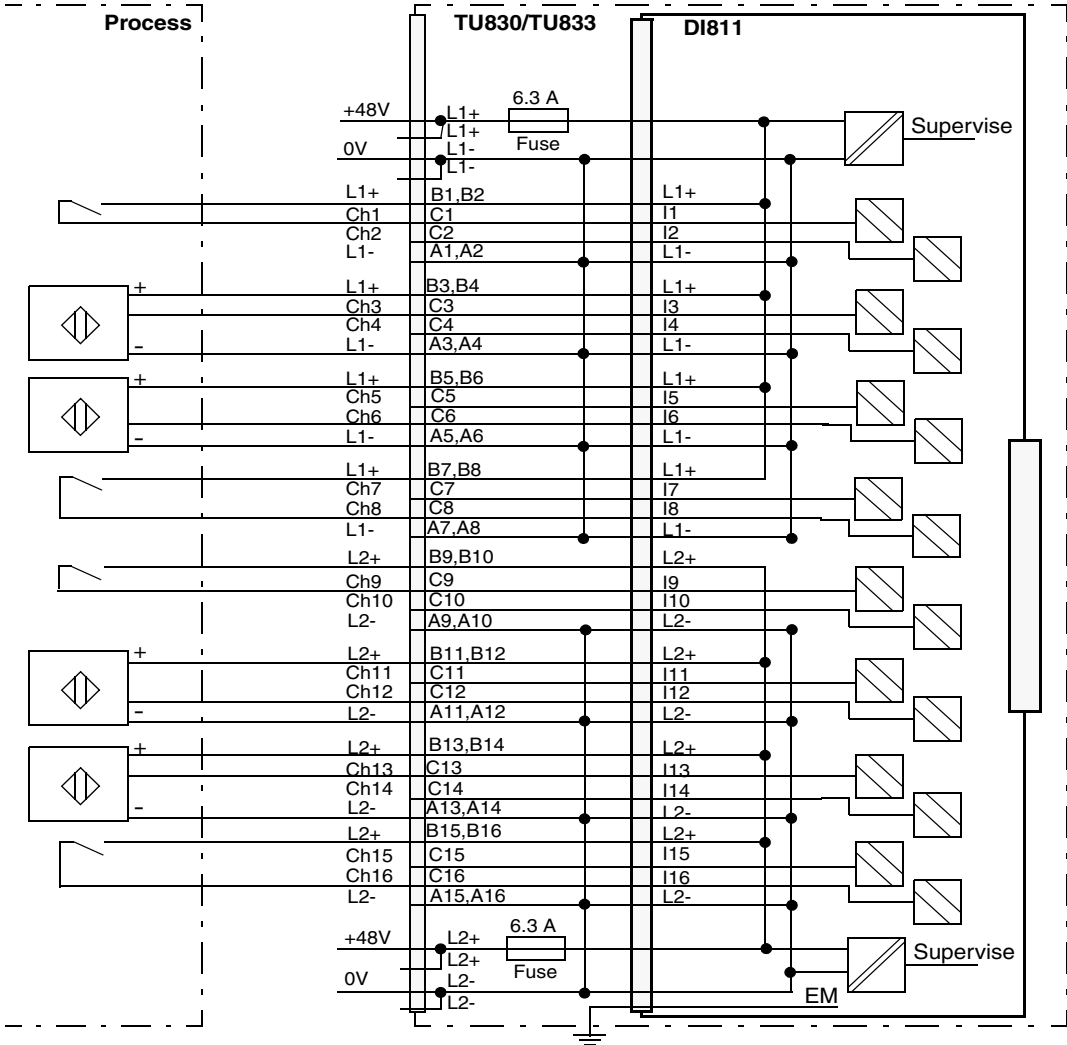 Process TU830/TU833 DI811
6.3 A
+48V L1+
L1+ Fuse Supervise
0V L1-
L1-
L1+ B1,B2 L1+
Ch1 C1 I1
Ch2 C2 I2
L1- A1,A2 L1-
+ L1+ B3,B4 L1+
Ch3 C3 I3
Ch4 C4 I4
- L1- A3,A4 L1-
+ L1+ B5,B6 L1+
Ch5 C5 I5
Ch6 C6 I6
- L1- A5,A6 L1-
L1+ B7,B8 L1+
Ch7 C7 I7
Ch8 C8 I8
L1- A7,A8 L1-
L2+ B9,B10 L2+
Ch9 C9 I9
Ch10 C10 I10
L2- A9,A10 L2-
+ L2+ B11,B12 L2+
Ch11 C11 I11
Ch12 C12 I12
- L2- A11,A12 L2-
+ L2+ B13,B14 L2+
Ch13 C13 I13
Ch14 C14 I14
- L2- A13,A14 L2-
L2+ B15,B16 L2+
Ch15 C15 I15
Ch16 C16 I16
L2- A15,A16 L2-
6.3 A
+48V L2+ Supervise
L2+ Fuse
0V L2-
L2- EM